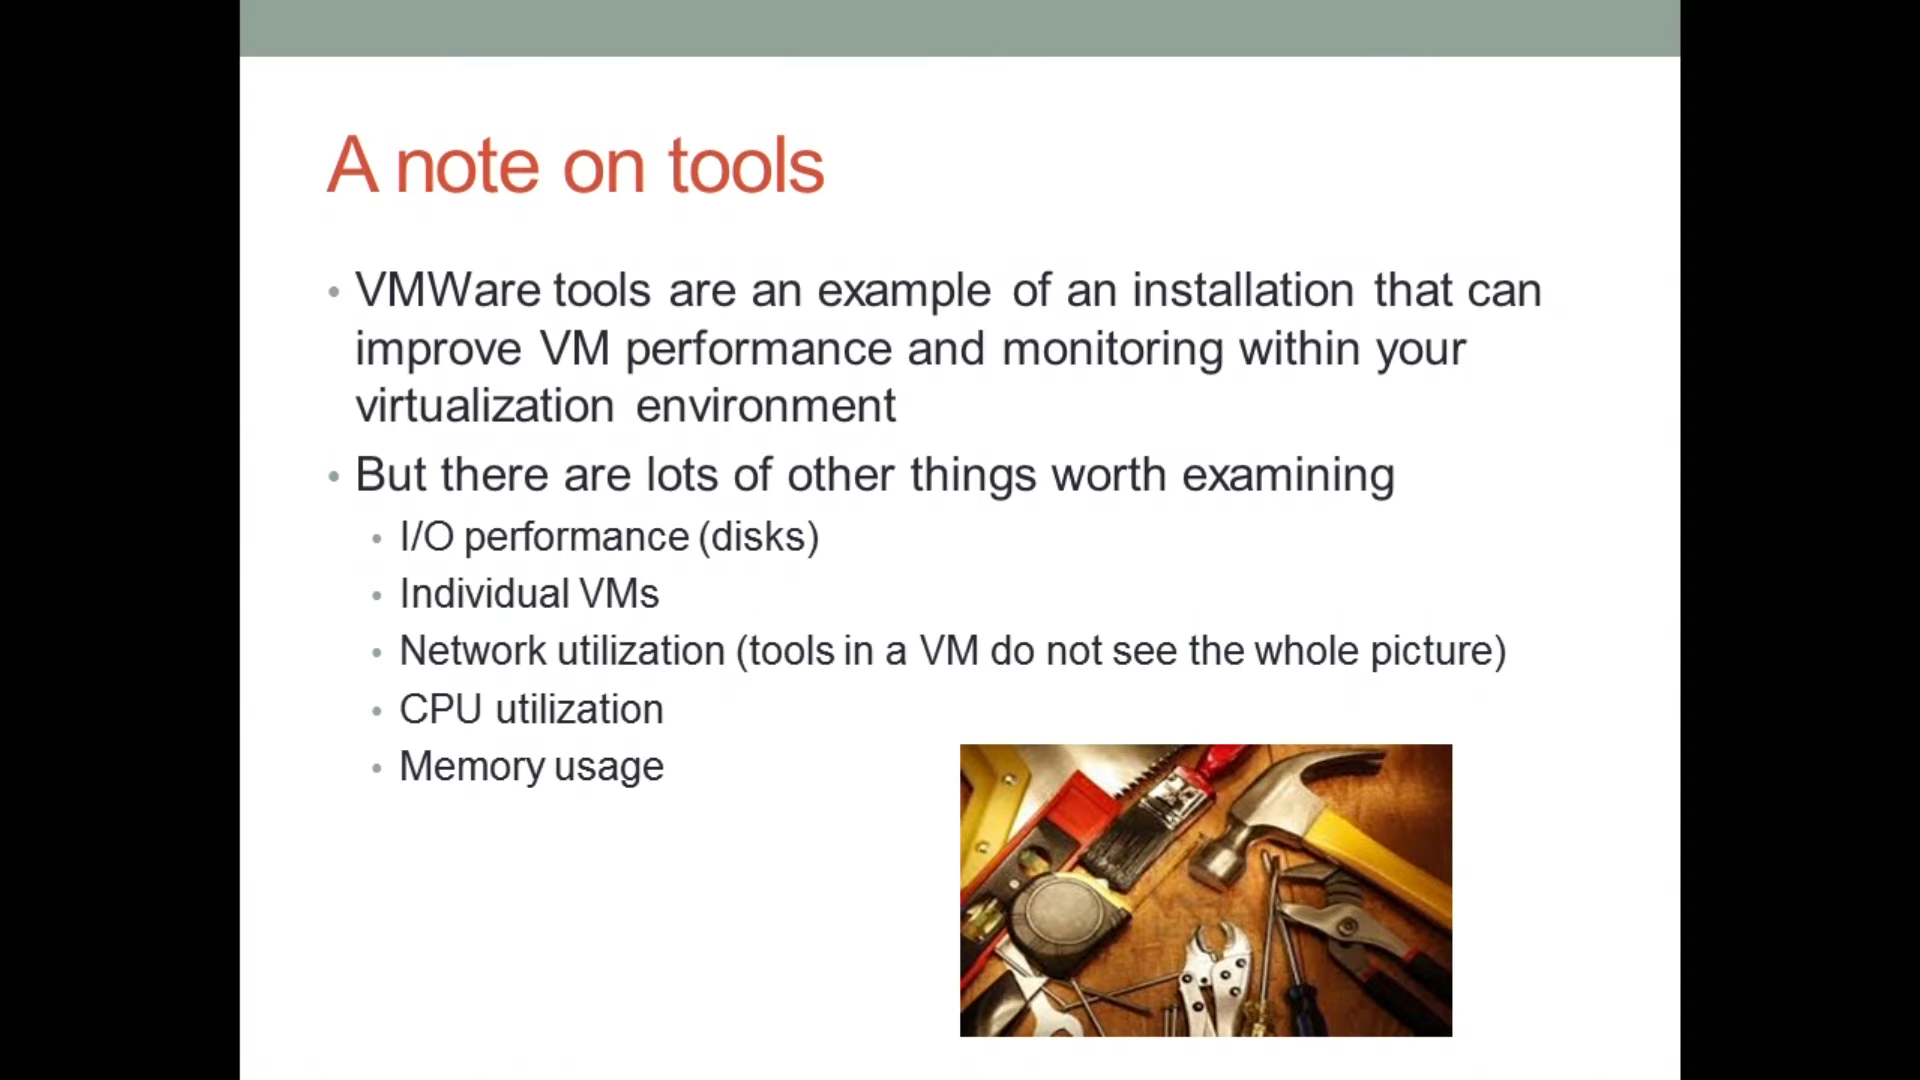 A note on tools
• VMWare tools are an example of an installation that can
improve VM performance and monitoring within your
virtualization environment
• But there are lots of other things worth examining
• I/O performance (disks)
• Individual VMs
• Network utilization (tools in a VM do not see the whole picture)
• CPU utilization
• Memory usage